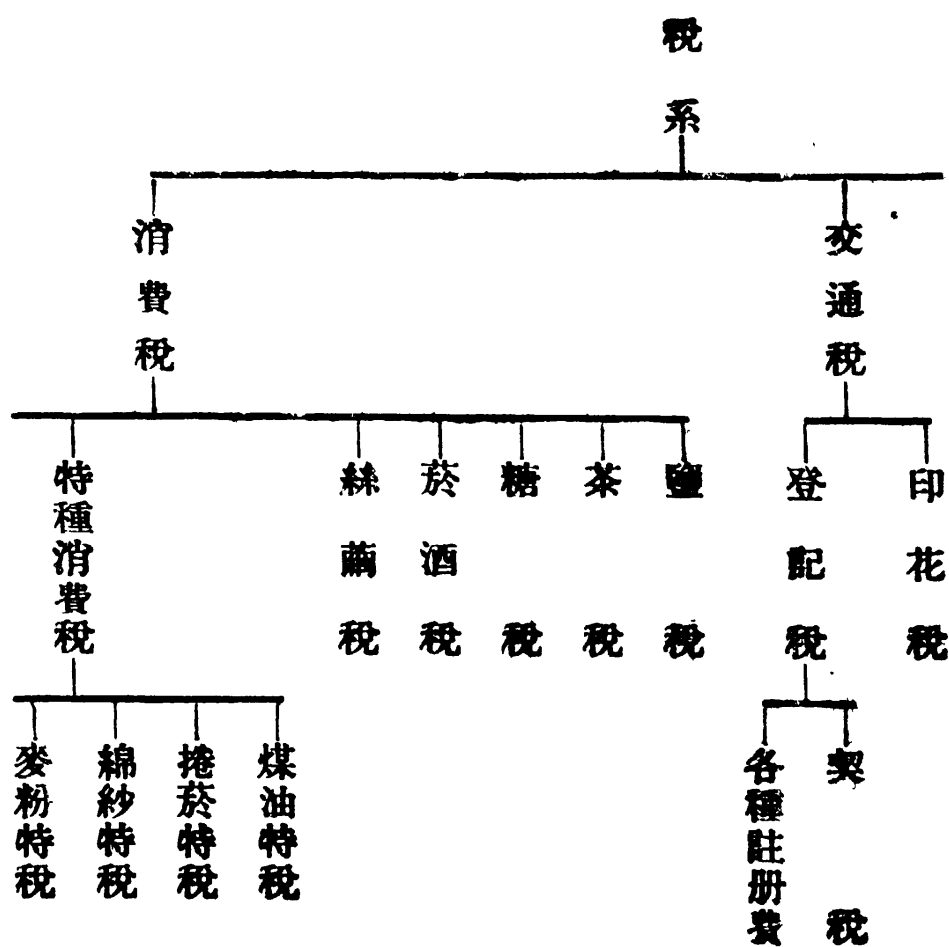 稅系
交通稅
消費稅
印花稅
登記稅
鹽稅
茶稅
糖稅
菸酒稅
絲繭稅
特種消費稅
契稅
各種註册費
煤油特稅
捲菸特稅
綿紗特稅
麥粉特稅